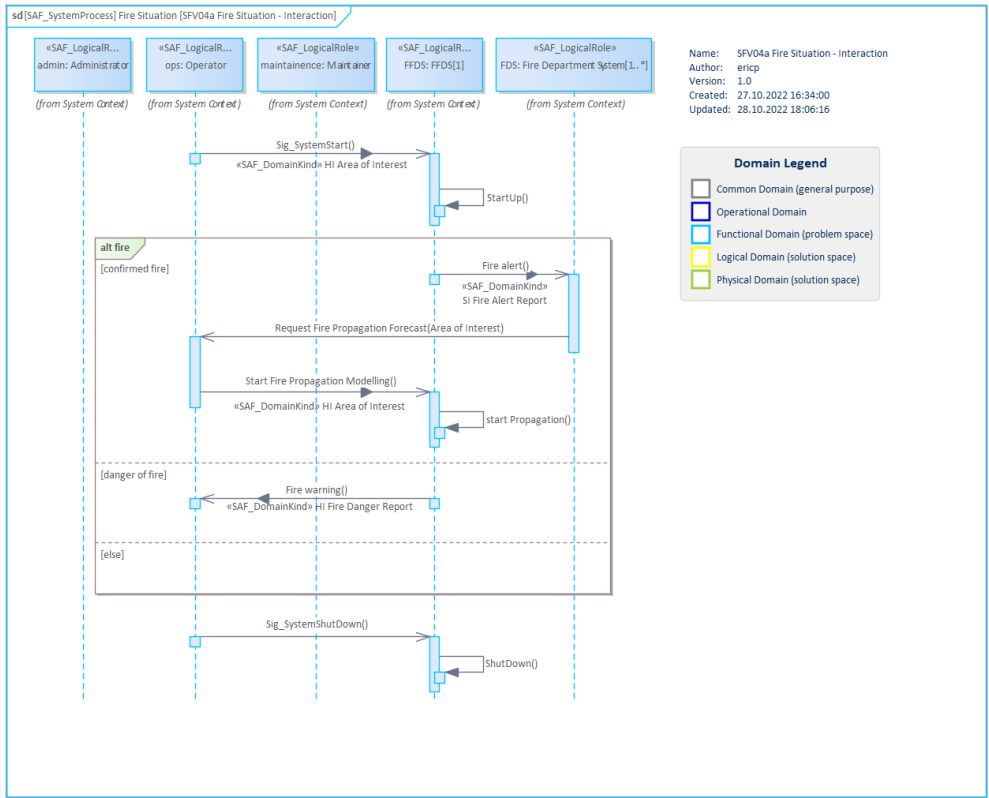 sd [SAF_SystemProcess] Fire Situation [SFV04a Fire Situation - Interaction]
«SAF_LogicalR...
admin: Administrator
(from System Context)
«SAF_LogicalR...
ops: Operator
(from System Context)
«SAF_LogicalRole»
maintainence: Maintainer
(from System Context)
«SAF_LogicalR...
FFDS: FFDS[1]
(from System Context)
«SAF_LogicalRole»
FDS: Fire Department System[1..*]
(from System Context)
Name: SFV04a Fire Situation - Interaction
Author: ericp
Version: 1.0
Created: 27.10.2022 16:34:00
Updated: 28.10.2022 18:06:16
Domain Legend
Common Domain (general purpose)
Operational Domain
Functional Domain (problem space)
Logical Domain (solution space)
Physical Domain (solution space)
Sig_SystemStart()
«SAF_DomainKind» HI Area of Interest
StartUp()
alt fire
[confirmed fire]
Fire alert()
«SAF_DomainKind»
SI Fire Alert Report
Request Fire Propagation Forecast(Area of Interest)
Start Fire Propagation Modelling()
«SAF_DomainKind» HI Area of Interest
start Propagation()
[danger of fire]
Fire warning()
«SAF_DomainKind» HI Fire Danger Report
[else]
Sig_SystemShutDown()
ShutDown()